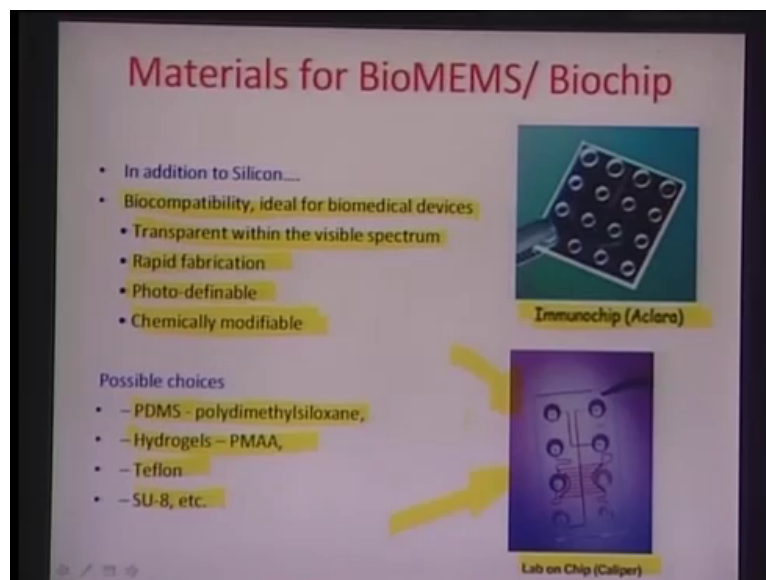 Materials for BioMEMS/ Biochip
• In addition to Silicon....
• Biocompatibility, ideal for biomedical devices
• Transparent within the visible spectrum
• Rapid fabrication
• Photo-definable
• Chemically modifiable
Immunochip (Aclara)
Possible choices
• – PDMS - polydimethylsiloxane,
• – Hydrogels – PMAA,
• – Teflon
• – SU-8, etc.
Lab on Chip (Caliper)